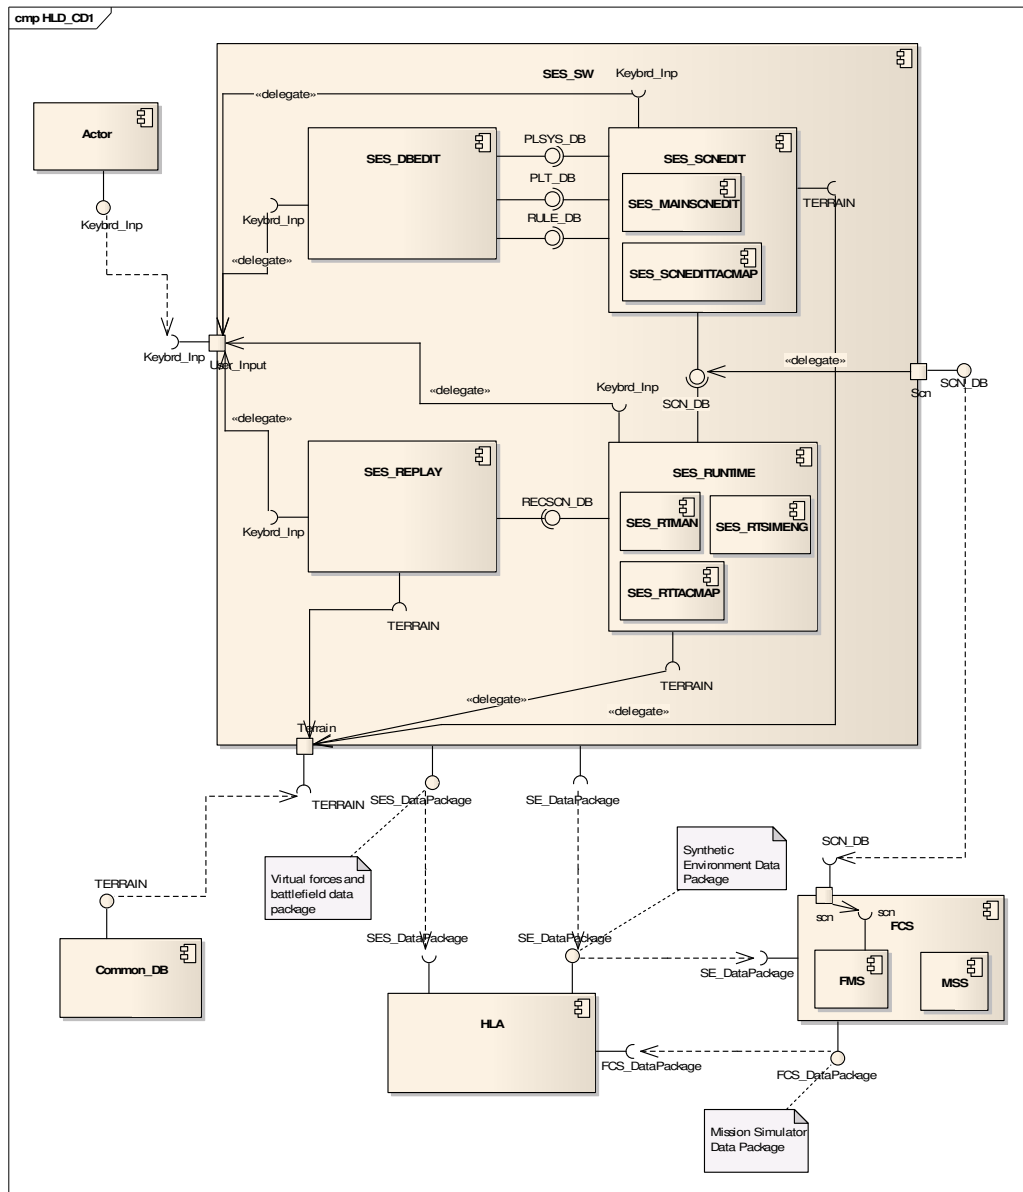 cmp HLD_CD1
SES_SW
Keybrd_Inp
«delegate»
Actor
SES_DBEDIT
PLSYS_DB
SES_SCNEDIT
PLT_DB
SES_MAINSCNEDIT
TERRAIN
Keybrd_Inp
Keybrd_Inp
RULE_DB
SES_SCNEDITTACMAP
«delegate»
Keybrd_Inp
User_Input
«delegate»
Scn
SCN_DB
«delegate»
Keybrd_Inp
SCN_DB
«delegate»
SES_REPLAY
SES_RUNTIME
RECSCN_DB
SES_RTMAN
SES_RTSIMENG
Keybrd_Inp
SES_RTTACMAP
TERRAIN
TERRAIN
«delegate»
«delegate»
Terrain
TERRAIN
SES_DataPackage
SE_DataPackage
SCN_DB
Synthetic
Environment Data
Package
Virtual forces and
battlefield data
package
TERRAIN
scn
scn
FCS
SES_DataPackage
SE_DataPackage
Common_DB
SE_DataPackage
FMS
MSS
HLA
FCS_DataPackage
FCS_DataPackage
Mission Simulator
Data Package